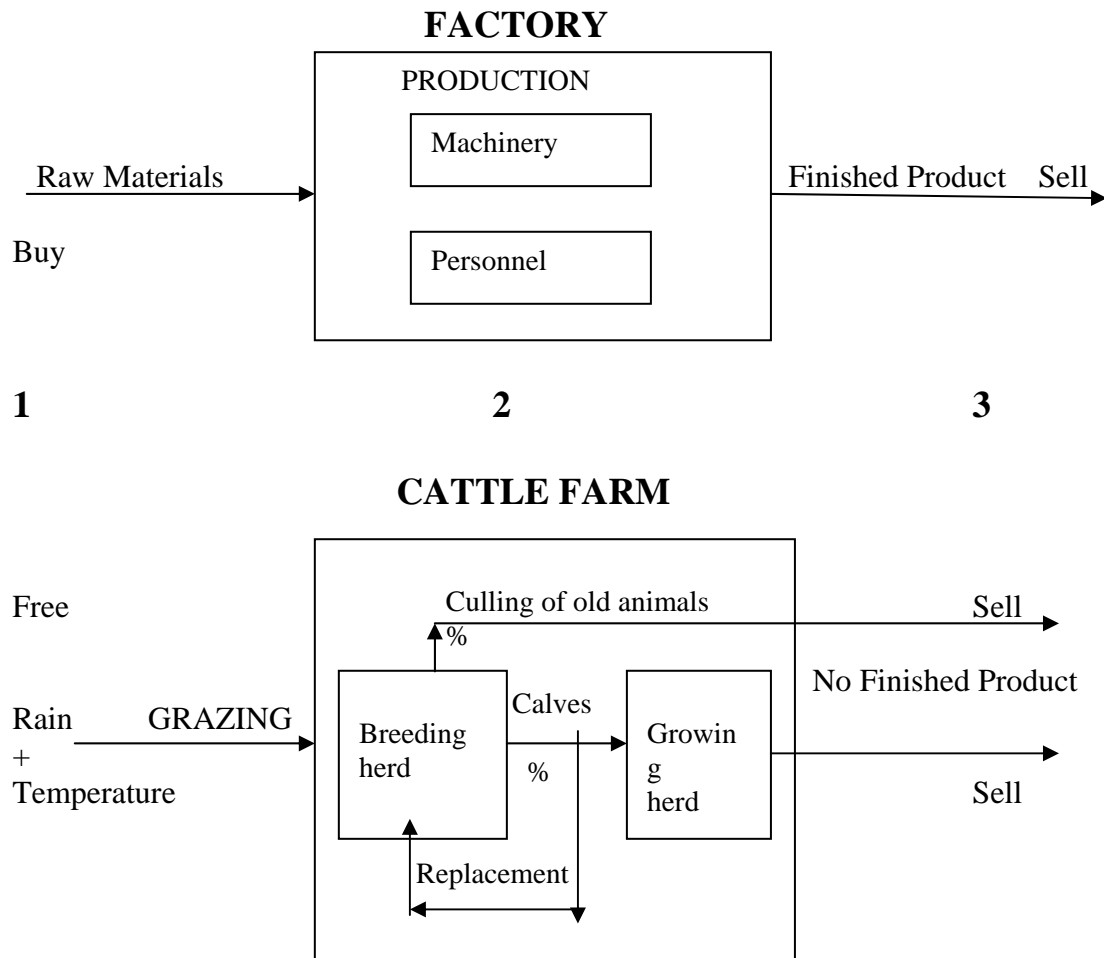 FACTORY
PRODUCTION
Machinery
Raw Materials
Finished Product Sell
Buy
Personnel
1 2 3
CATTLE FARM
Free
Culling of old animals
Sell
%
No Finished Product
Calves
Rain
GRAZING
Breeding
herd
Growin
g
herd
+
%
Temperature
Sell
Replacement